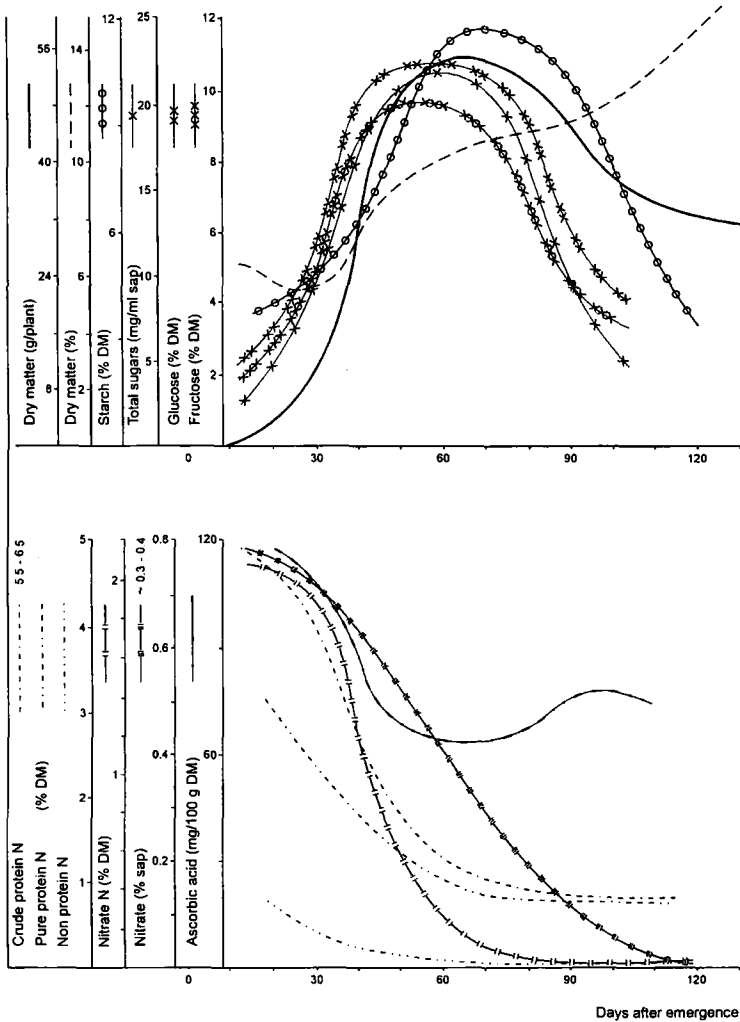 Dry matter (g/plant)
8
24
40
56
Dry matter (%)
2
6
10
14
Starch (% DM)
6
12
Total sugars (mg/ml sap)
5
10
15
20
25
Glucose (% DM)
Fructose (% DM)
2
4
6
8
10
12
0
30
60
90
120
Crude protein N
5 5 - 6 5
Pure protein N
(% DM)
Non protein N
1
2
3
4
5
Nitrate N (% DM)
1
2
Nitrate (% sap)
~ 0.3 - 0.4
0.2
0.4
0.6
0.8
Ascorbic acid (mg/100 g DM)
60
120
0
30
60
90
120
Days after emergence